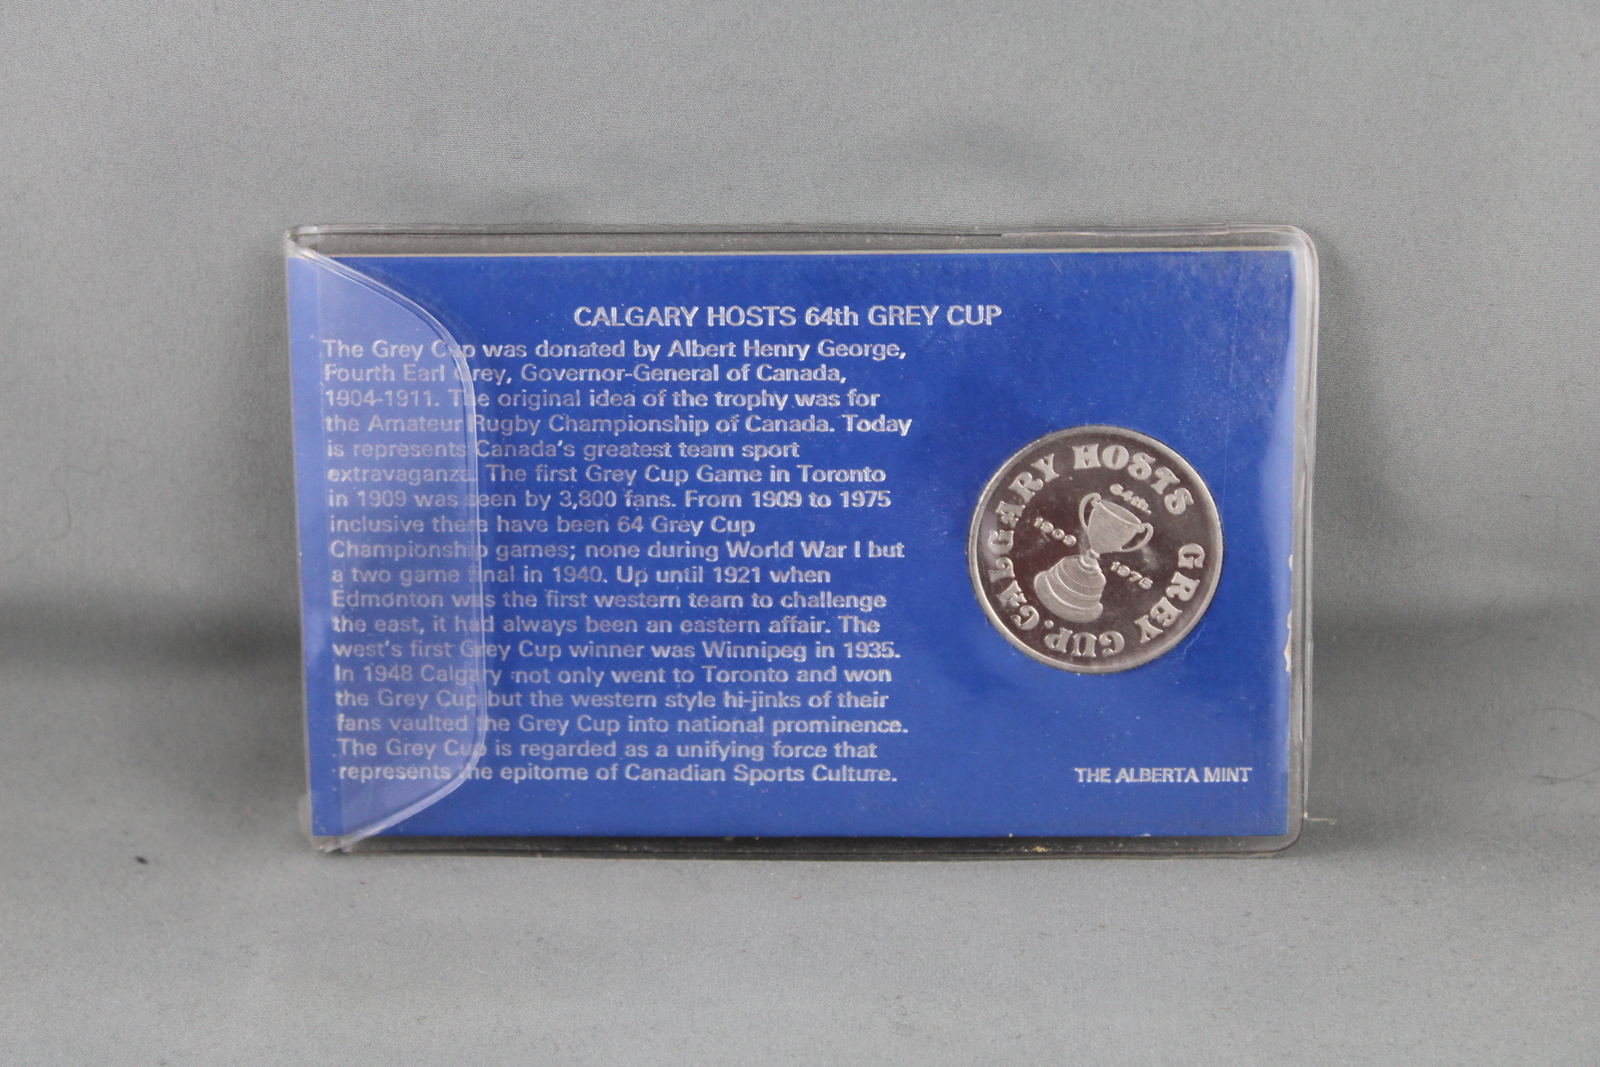 CALGARY HOSTS 64th GREY CUP
The Grey Cup was donated by Albert Henry George,
Fourth Earl Grey, Governor-General of Canada,
1904-1911. The original idea of the trophy was for
the Amateur Rugby Championship of Canada. Today
is represents Canada's greatest team sport
extravaganza. The first Grey Cup Game in Toronto
in 1909 was seen by 3,800 fans. From 1909 to 1975
inclusive there have been 64 Grey Cup
Championship games; none during World War I but
a two game final in 1940. Up until 1921 when
Edmonton was the first western team to challenge
the east, it had always been an eastern affair. The
west's first Grey Cup winner was Winnipeg in 1935.
In 1948 Calgary not only went to Toronto and won
the Grey Cup but the western style hi-jinks of their
fans vaulted the Grey Cup into national prominence.
The Grey Cup is regarded as a unifying force that
represents the epitome of Canadian Sports Culture.
CALGARY HOSTS GREY CUP.
64th.
1909
1975
THE ALBERTA MINT